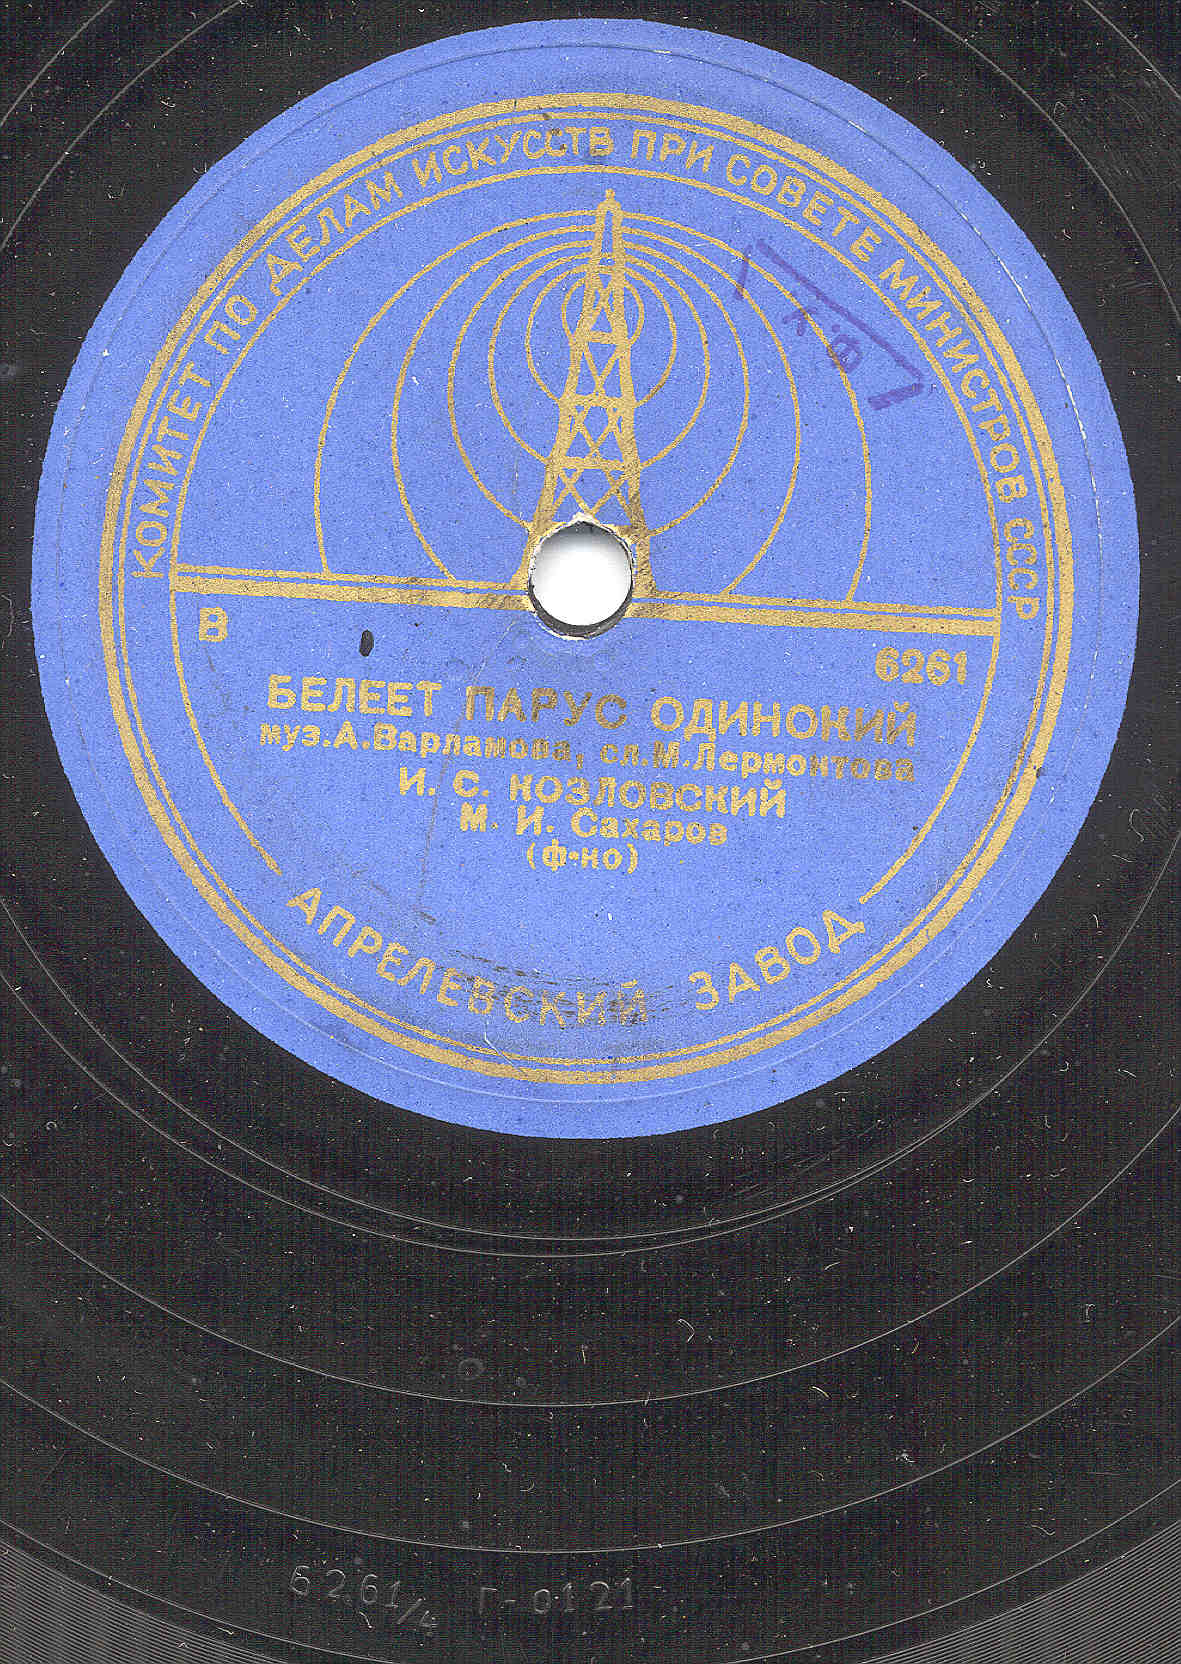 КОМИТЕТ ПО ДЕЛАМ ИСКУССТВ ПРИ СОВЕТЕ МИНИСТРОВ СССР
В
6261
БЕЛЕЕТ ПАРУС ОДИНОКИЙ
муз.А.Варламова, сл.М.Лермонтова
И. С. КОЗЛОВСКИЙ
М. И. Сахаров
(ф-но)
АПРЕЛЕВСКИЙ ЗАВОД
6261/4 Г-0121